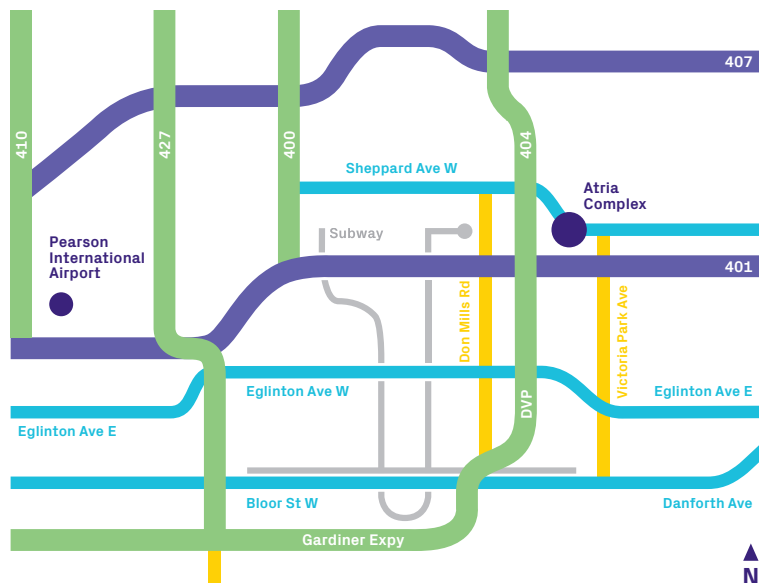 407
410
427
400
404
Sheppard Ave W
Atria
Complex
Subway
Pearson
International
Airport
401
Don Mills Rd
Victoria Park Ave
Eglinton Ave W
Eglinton Ave E
DVP
Eglinton Ave E
Bloor St W
Danforth Ave
Gardiner Expy
N